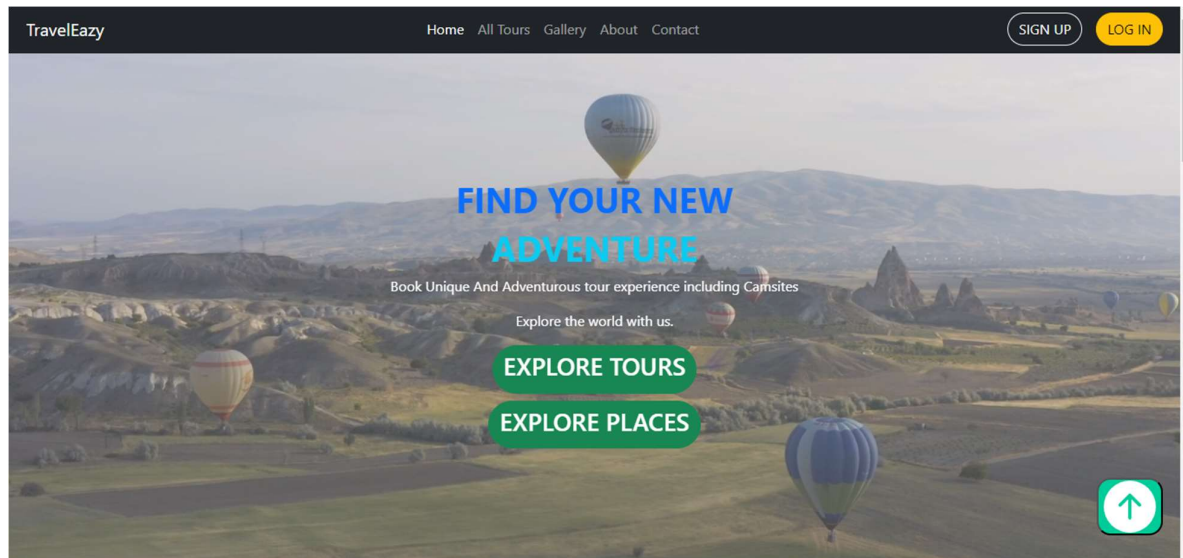 TravelEazy
Home All Tours Gallery About Contact
SIGN UP LOG IN
FIND YOUR NEW
ADVENTURE
Book Unique And Adventurous tour experience including Camsites
Explore the world with us.
EXPLORE TOURS
EXPLORE PLACES